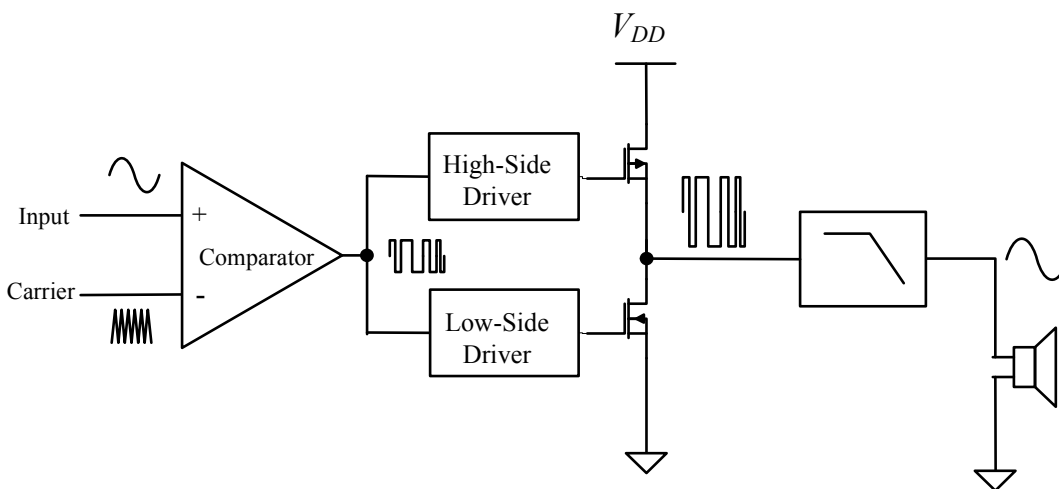 V_DD
High-Side
Driver
Input
+
Comparator
Carrier
-
Low-Side
Driver